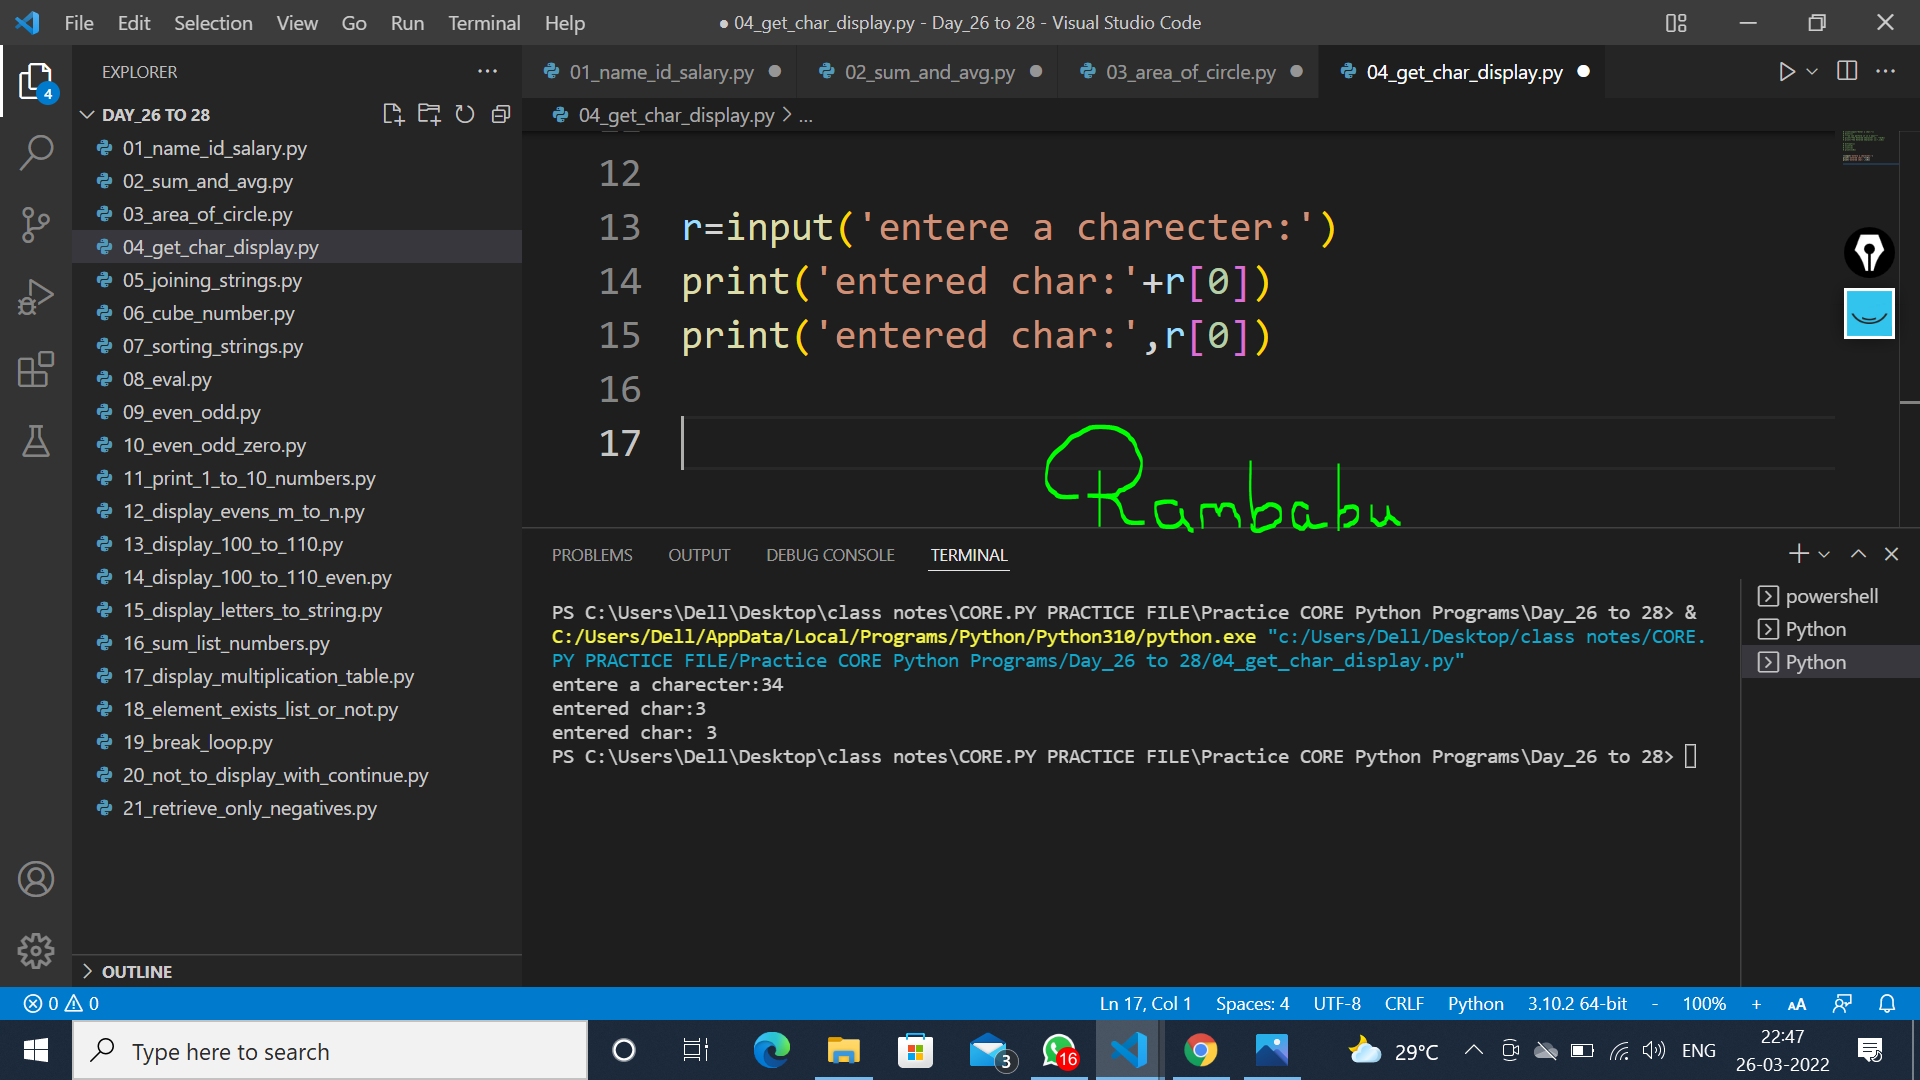 File Edit Selection View Go Run Terminal Help
● 04_get_char_display.py - Day_26 to 28 - Visual Studio Code
EXPLORER
4
DAY_26 TO 28
01_name_id_salary.py
02_sum_and_avg.py
03_area_of_circle.py
04_get_char_display.py
05_joining_strings.py
06_cube_number.py
07_sorting_strings.py
08_eval.py
09_even_odd.py
10_even_odd_zero.py
11_print_1_to_10_numbers.py
12_display_evens_m_to_n.py
13_display_100_to_110.py
14_display_100_to_110_even.py
15_display_letters_to_string.py
16_sum_list_numbers.py
17_display_multiplication_table.py
18_element_exists_list_or_not.py
19_break_loop.py
20_not_to_display_with_continue.py
21_retrieve_only_negatives.py
OUTLINE
01_name_id_salary.py ● 02_sum_and_avg.py ● 03_area_of_circle.py ● 04_get_char_display.py ●
04_get_char_display.py > ...
12
13 r=input('entere a charecter:')
14 print('entered char:'+r[0])
15 print('entered char:',r[0])
16
17
Rambabu
PROBLEMS OUTPUT DEBUG CONSOLE TERMINAL
PS C:\Users\Dell\Desktop\class notes\CORE.PY PRACTICE FILE\Practice CORE Python Programs\Day_26 to 28> &
C:/Users/Dell/AppData/Local/Programs/Python/Python310/python.exe "c:/Users/Dell/Desktop/class notes/CORE.
PY PRACTICE FILE/Practice CORE Python Programs/Day_26 to 28/04_get_char_display.py"
entere a charecter:34
entered char:3
entered char: 3
PS C:\Users\Dell\Desktop\class notes\CORE.PY PRACTICE FILE\Practice CORE Python Programs\Day_26 to 28>
powershell
Python
Python
0 0 Ln 17, Col 1 Spaces: 4 UTF-8 CRLF Python 3.10.2 64-bit - 100% + AA
Type here to search
3
16
29°C
ENG
22:47
26-03-2022